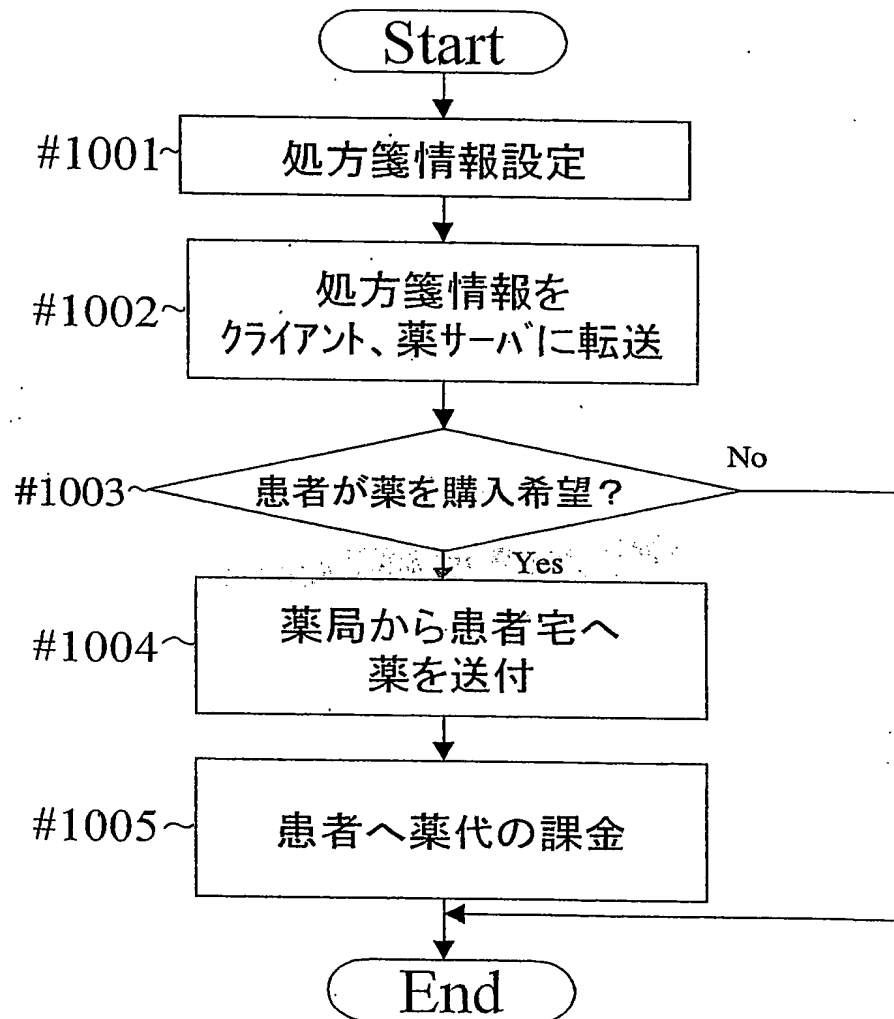 Start
#1001~
処方箋情報設定
#1002~
処方箋情報を
クライアント、薬サーバに転送
#1003~
患者が薬を購入希望？
No
Yes
#1004~
薬局から患者宅へ
薬を送付
#1005~
患者へ薬代の課金
End